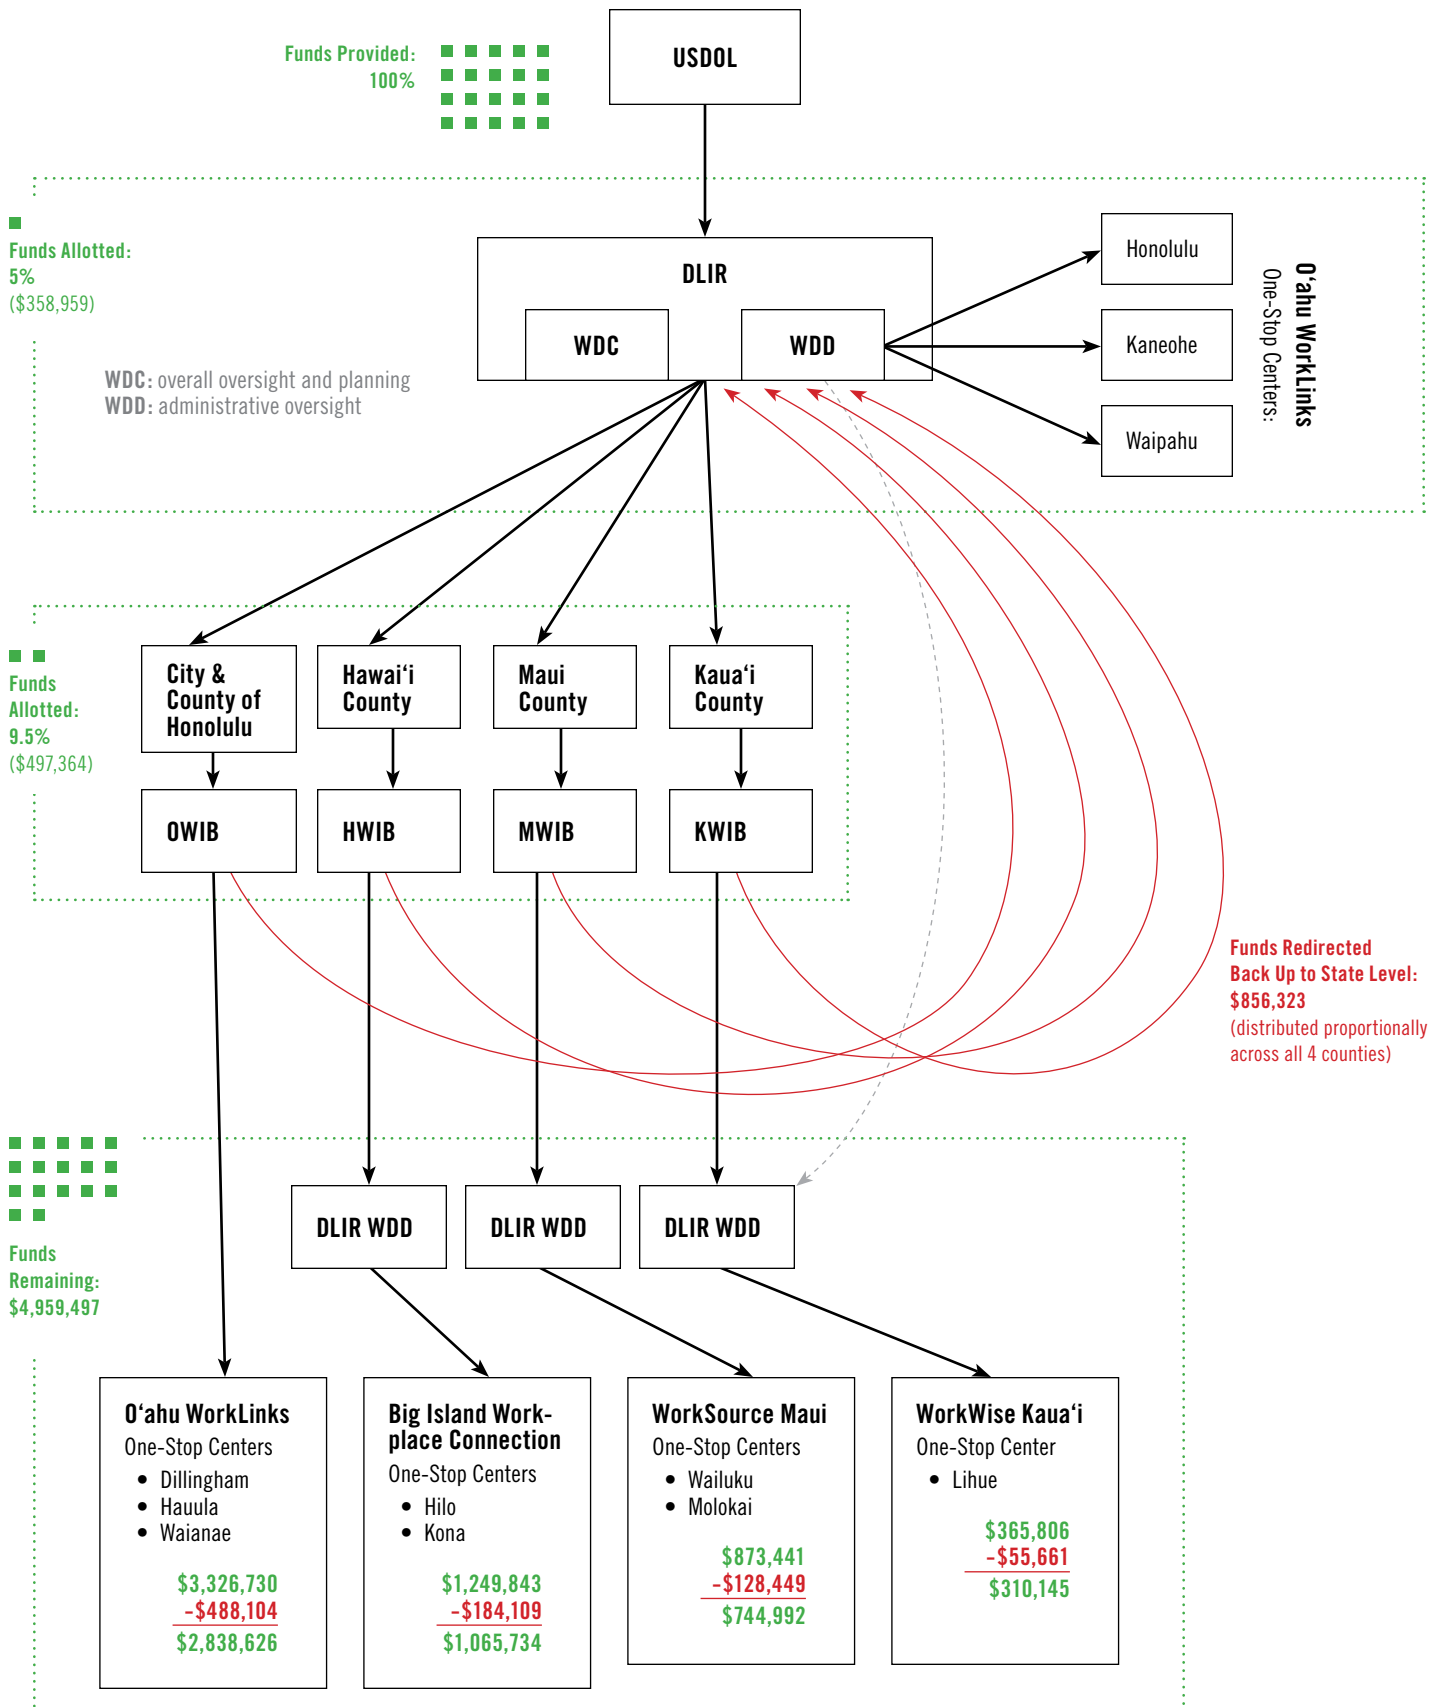 Funds Provided:
100%
USDOL
Funds Allotted:
5%
($358,959)
DLIR
WDC
WDD
WDC: overall oversight and planning
WDD: administrative oversight
Honolulu
Kaneohe
Waipahu
O‘ahu WorkLinks
One-Stop Centers:
Funds
Allotted:
9.5%
($497,364)
City &
County of
Honolulu
Hawai‘i
County
Maui
County
Kaua‘i
County
OWIB
HWIB
MWIB
KWIB
Funds Redirected
Back Up to State Level:
$856,323
(distributed proportionally
across all 4 counties)
Funds
Remaining:
$4,959,497
DLIR WDD
DLIR WDD
DLIR WDD
O‘ahu WorkLinks
One-Stop Centers
• Dillingham
• Hauula
• Waianae
$3,326,730
-$488,104
$2,838,626
Big Island Work-
place Connection
One-Stop Centers
• Hilo
• Kona
$1,249,843
-$184,109
$1,065,734
WorkSource Maui
One-Stop Centers
• Wailuku
• Molokai
$873,441
-$128,449
$744,992
WorkWise Kaua‘i
One-Stop Center
• Lihue
$365,806
-$55,661
$310,145